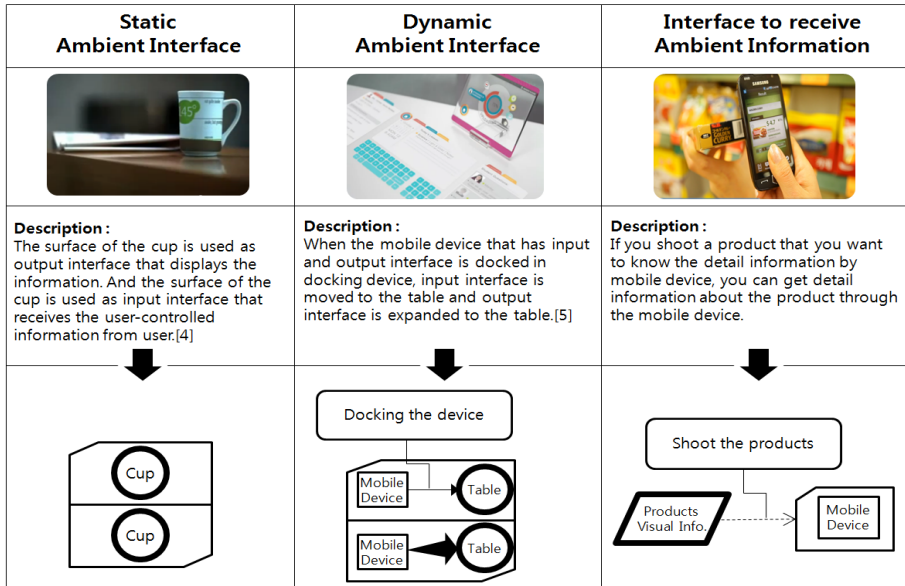 Static
Ambient Interface
Dynamic
Ambient Interface
Interface to receive
Ambient Information
45°
SAMSUNG
GOLDEN
CURRY
Description :
The surface of the cup is used as
output interface that displays the
information. And the surface of the
cup is used as input interface that
receives the user-controlled
information from user.[4]
Description :
When the mobile device that has input
and output interface is docked in
docking device, input interface is
moved to the table and output
interface is expanded to the table.[5]
Description :
If you shoot a product that you want
to know the detail information by
mobile device, you can get detail
information about the product through
the mobile device.
Cup
Cup
Docking the device
Mobile
Device
Table
Mobile
Device
Table
Shoot the products
Products
Visual Info.
Mobile
Device